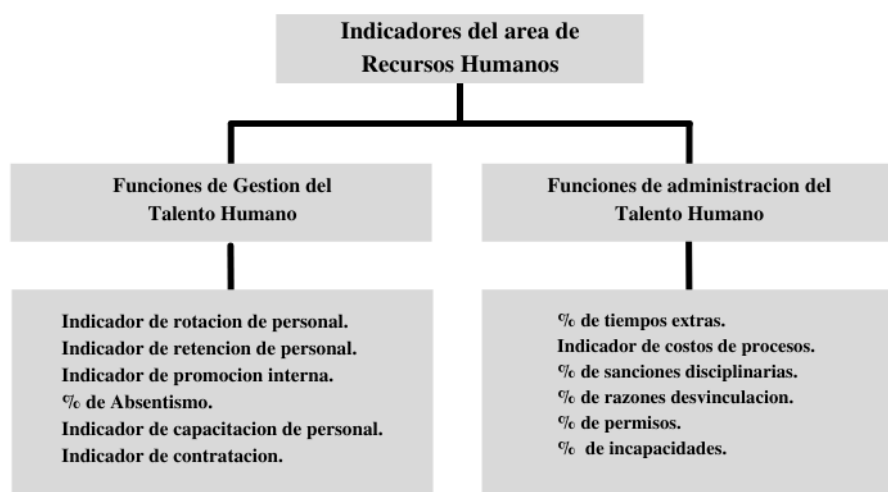 Indicadores del area de
Recursos Humanos
Funciones de Gestion del
Talento Humano
Funciones de administracion del
Talento Humano
Indicador de rotacion de personal.
Indicador de retencion de personal.
Indicador de promocion interna.
% de Absentismo.
Indicador de capacitacion de personal.
Indicador de contratacion.
% de tiempos extras.
Indicador de costos de procesos.
% de sanciones disciplinarias.
% de razones desvinculacion.
% de permisos.
% de incapacidades.